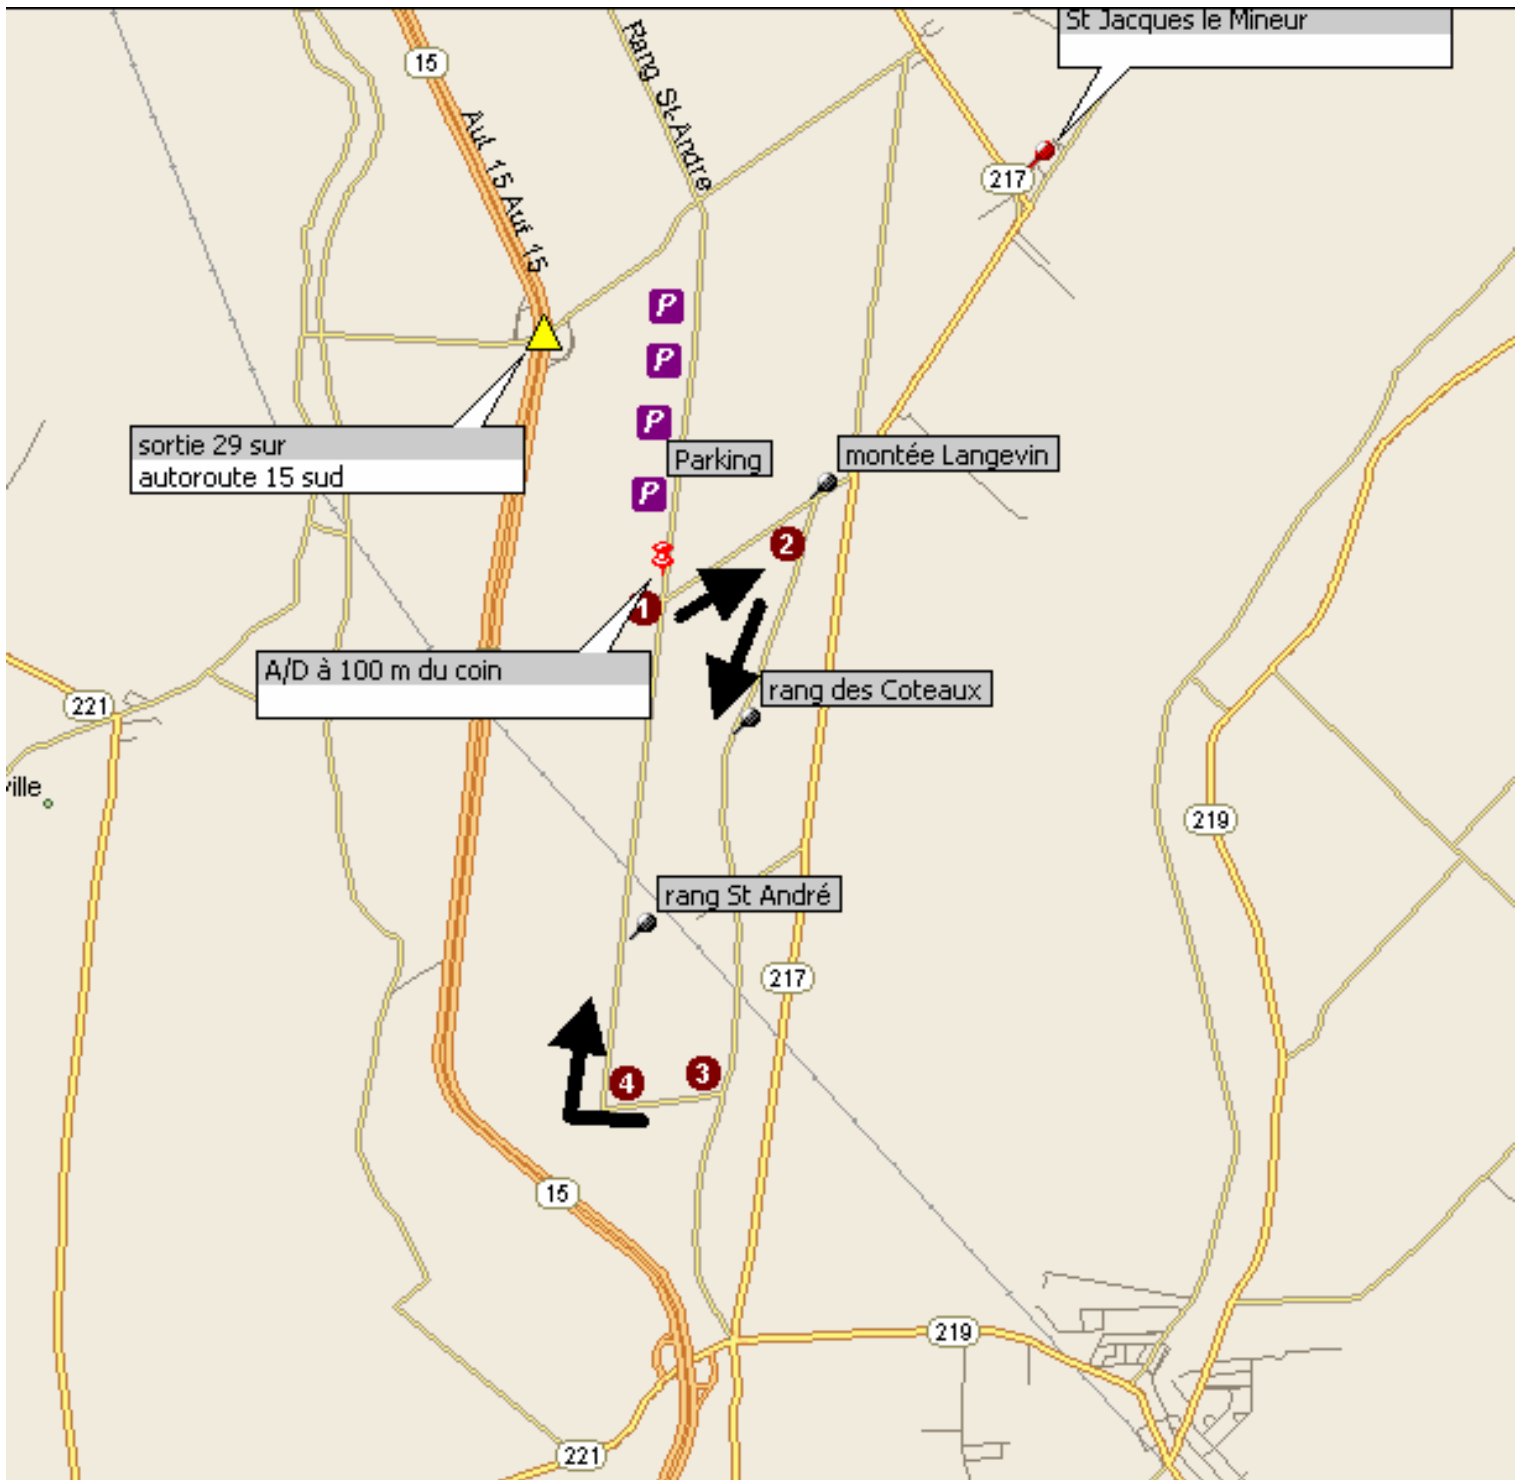 St Jacques le Mineur
15
Rang St-Andre
Aut 15 Aut 15
217
P
P
P
P
sortie 29 sur
autoroute 15 sud
Parking
montée Langevin
2
1
A/D à 100 m du coin
rang des Coteaux
221
ville
219
rang St André
217
4
3
15
219
221